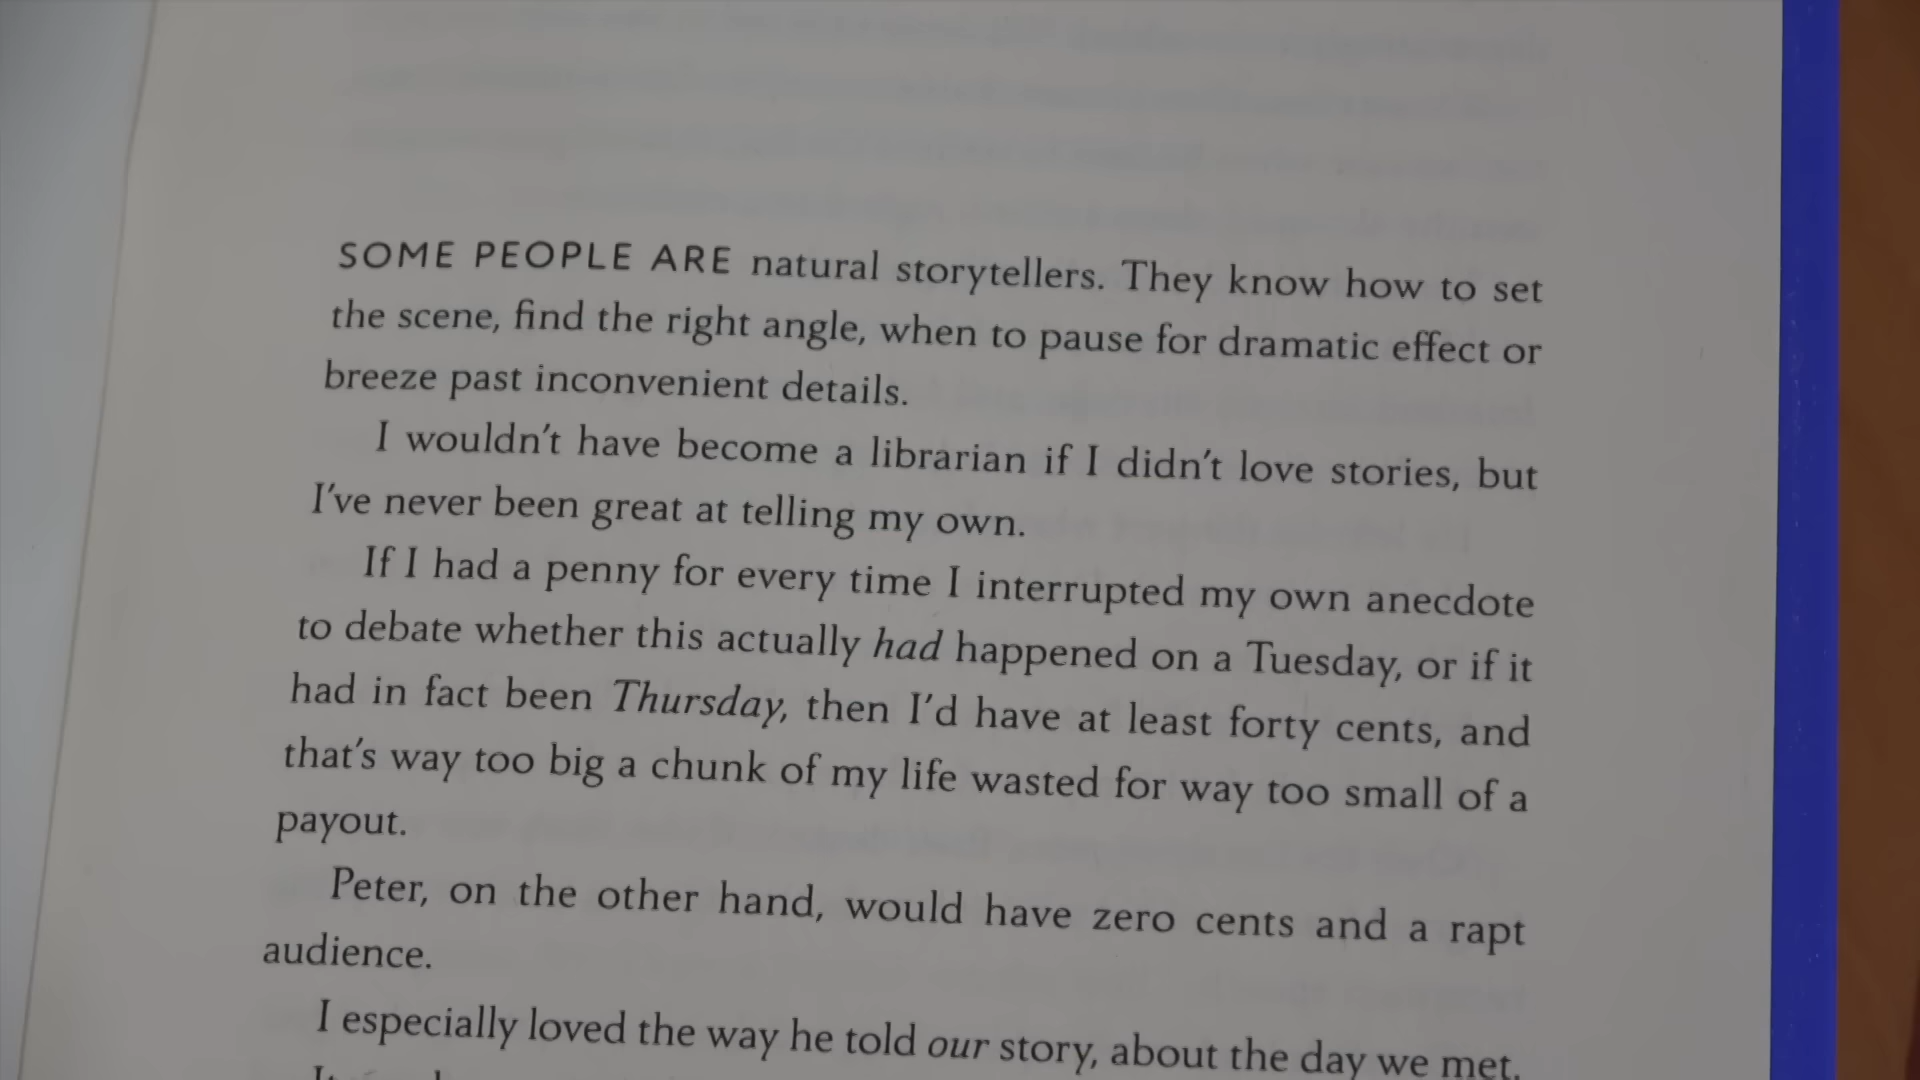 SOME PEOPLE ARE natural storytellers. They know how to set
the scene, find the right angle, when to pause for dramatic effect or
breeze past inconvenient details.
I wouldn't have become a librarian if I didn't love stories, but
I've never been great at telling my own.
If I had a penny for every time I interrupted my own anecdote
to debate whether this actually had happened on a Tuesday, or if it
had in fact been Thursday, then I'd have at least forty cents, and
that's way too big a chunk of my life wasted for way too small of a
payout.
Peter, on the other hand, would have zero cents and a rapt
audience.
I especially loved the way he told our story, about the day we met.